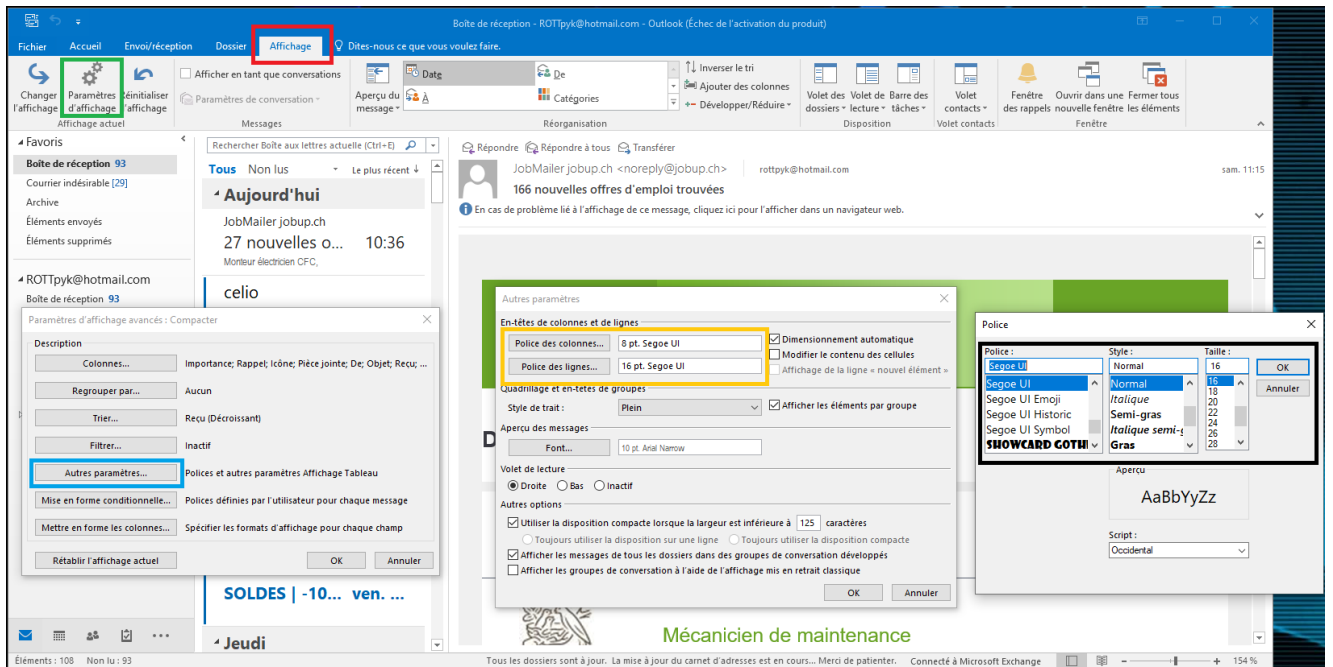 Boîte de réception - ROTTpyk@hotmail.com - Outlook (Échec de l'activation du produit)
Fichier Accueil Envoi/réception Dossier Affichage Dites-nous ce que vous voulez faire.
Changer l'affichage
Paramètres d'affichage
Réinitialiser l'affichage
Affichage actuel
Afficher en tant que conversations
Paramètres de conversation
Messages
Aperçu du message
Date
À
De
Catégories
Inverser le tri
Ajouter des colonnes
Développer/Réduire
Réorganisation
Volet des dossiers
Volet de lecture
Barre des tâches
Disposition
Volet contacts
Volet contacts
Fenêtre des rappels
Ouvrir dans une nouvelle fenêtre
Fermer tous les éléments
Fenêtre
Favoris
Boîte de réception 93
Courrier indésirable [29]
Archive
Éléments envoyés
Éléments supprimés
ROTTpyk@hotmail.com
Boîte de réception 93
Rechercher Boîte aux lettres actuelle (Ctrl+E)
Tous Non lus Le plus récent ↓
Aujourd'hui
JobMailer jobup.ch
27 nouvelles o... 10:36
Monteur électricien CFC,
celio
SOLDES | -10... ven. ...
Jeudi
Répondre Répondre à tous Transférer
JobMailer jobup.ch <noreply@jobup.ch> rottpyk@hotmail.com sam. 11:15
166 nouvelles offres d'emploi trouvées
En cas de problème lié à l'affichage de ce message, cliquez ici pour l'afficher dans un navigateur web.
D
Mécanicien de maintenance
Paramètres d'affichage avancés : Compacter
Description
Colonnes... Importance; Rappel; Icône; Pièce jointe; De; Objet; Reçu; ...
Regrouper par... Aucun
Trier... Reçu (Décroissant)
Filtrer... Inactif
Autres paramètres... Polices et autres paramètres Affichage Tableau
Mise en forme conditionnelle... Polices définies par l'utilisateur pour chaque message
Mettre en forme les colonnes... Spécifier les formats d'affichage pour chaque champ
Rétablir l'affichage actuel OK Annuler
Autres paramètres
En-têtes de colonnes et de lignes
Police des colonnes... 8 pt. Segoe UI
Police des lignes... 16 pt. Segoe UI
Dimensionnement automatique
Modifier le contenu des cellules
Affichage de la ligne « nouvel élément »
Quadrillage et en-têtes de groupes
Style de trait : Plein Afficher les éléments par groupe
Aperçu des messages
Font... 10 pt. Arial Narrow
Volet de lecture
Droite Bas Inactif
Autres options
Utiliser la disposition compacte lorsque la largeur est inférieure à 125 caractères
Toujours utiliser la disposition sur une ligne Toujours utiliser la disposition compacte
Afficher les messages de tous les dossiers dans des groupes de conversation développés
Afficher les groupes de conversation à l'aide de l'affichage mis en retrait classique
OK Annuler
Police
Police : Style : Taille :
Segoe UI Normal 16 OK
Segoe UI Normal 16 Annuler
Segoe UI Emoji Italique 18
Segoe UI Historic Semi-gras 20
Segoe UI Symbol Italique semi-g 22
SHOWCARD GOTHI Gras 24
26
28
Aperçu
AaBbYyZz
Script :
Occidental
Éléments : 108 Non lu : 93
Tous les dossiers sont à jour. La mise à jour du carnet d'adresses est en cours... Merci de patienter. Connecté à Microsoft Exchange 154 %